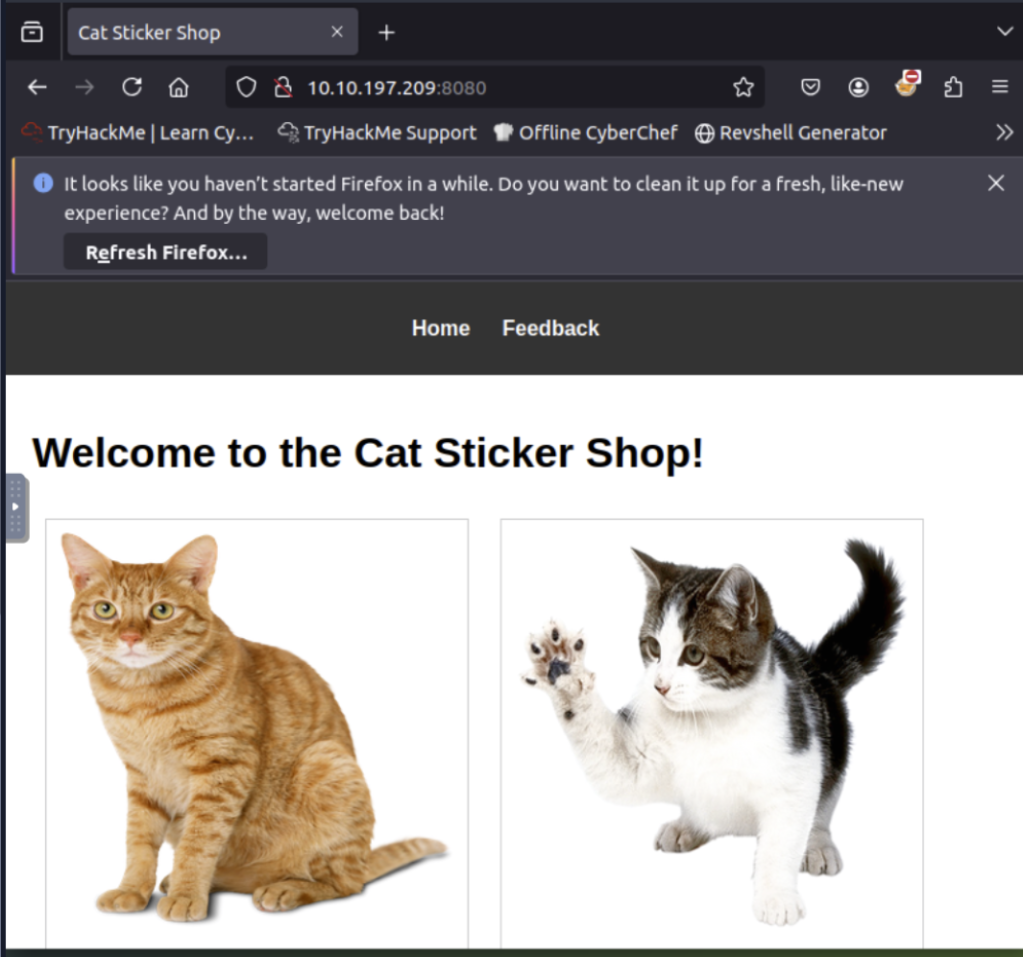 Cat Sticker Shop
10.10.197.209:8080
TryHackMe | Learn Cy... TryHackMe Support Offline CyberChef Revshell Generator
It looks like you haven’t started Firefox in a while. Do you want to clean it up for a fresh, like-new
experience? And by the way, welcome back!
Refresh Firefox...
Home Feedback
Welcome to the Cat Sticker Shop!